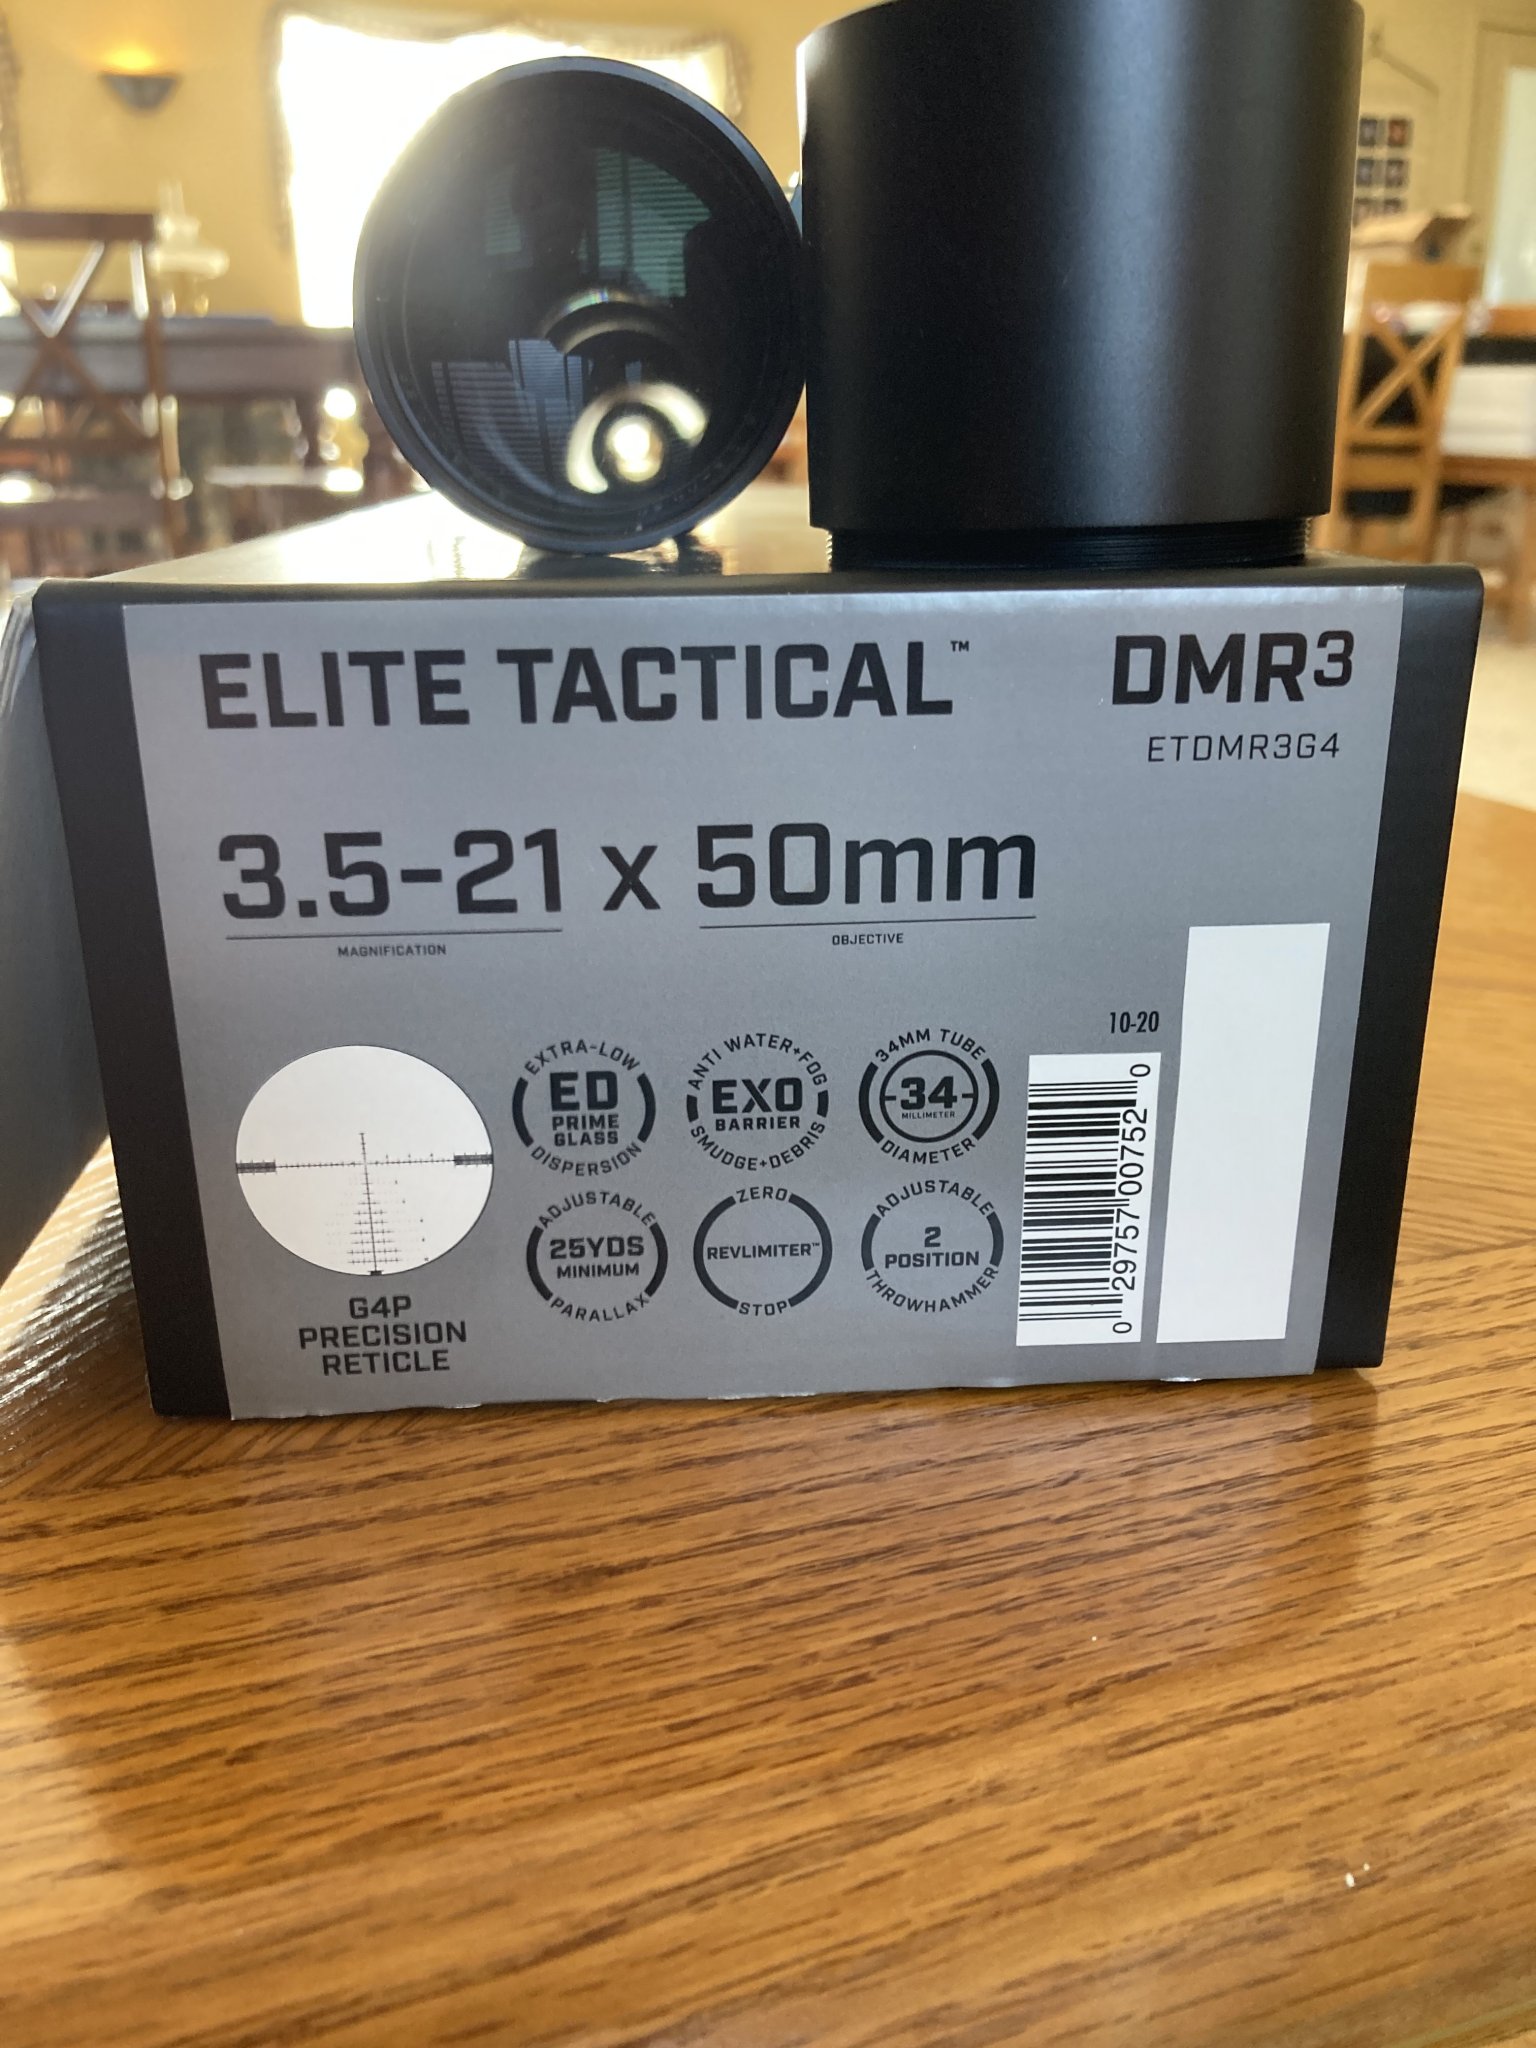 ELITE TACTICAL™
DMR3
ETDMR3G4
3.5-21 x 50mm
MAGNIFICATION
OBJECTIVE
G4P
PRECISION
RETICLE
EXTRA-LOW
ED
PRIME
GLASS
DISPERSION
ANTI WATER+FOG
EXO
BARRIER
SMUDGE+DEBRIS
34MM TUBE
34
MILLIMETER
DIAMETER
ADJUSTABLE
25YDS
MINIMUM
PARALLAX
ZERO
REVLIMITER™
STOP
ADJUSTABLE
2
POSITION
THROWHAMMER
10-20
0 29757 00752 0